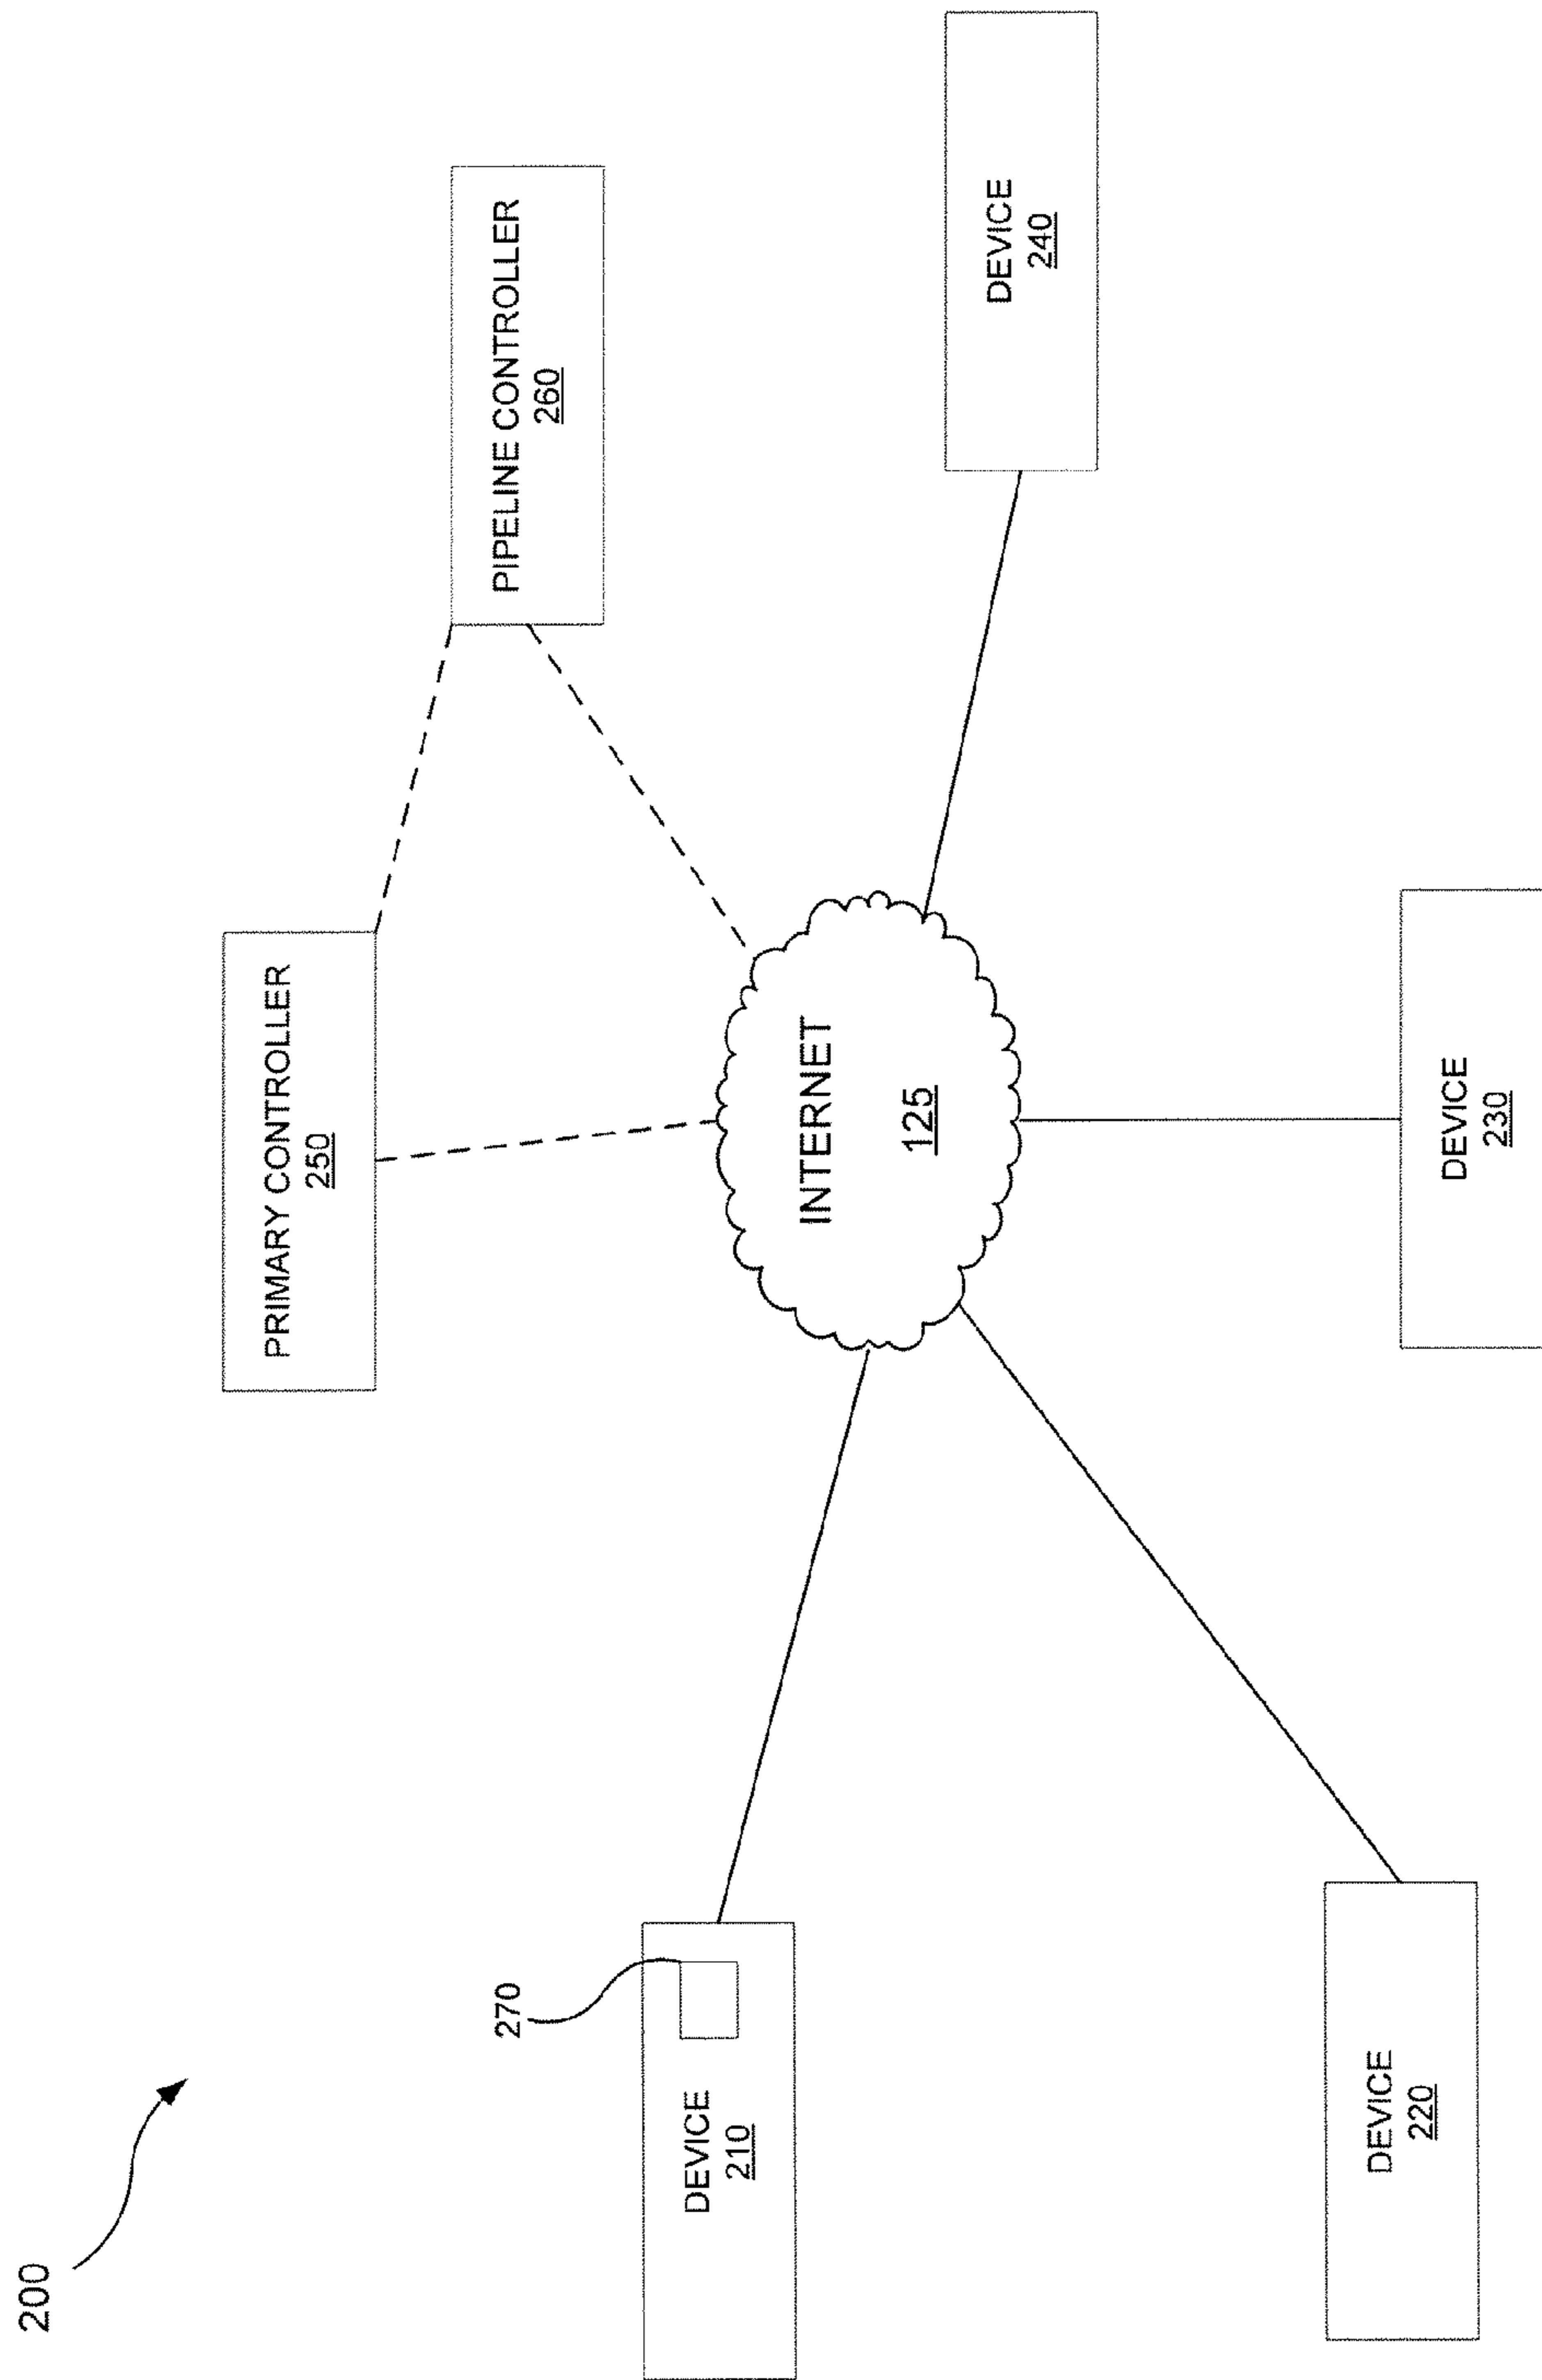 200
PRIMARY CONTROLLER
250
PIPELINE CONTROLLER
260
270
DEVICE
210
INTERNET
125
DEVICE
240
DEVICE
220
DEVICE
230